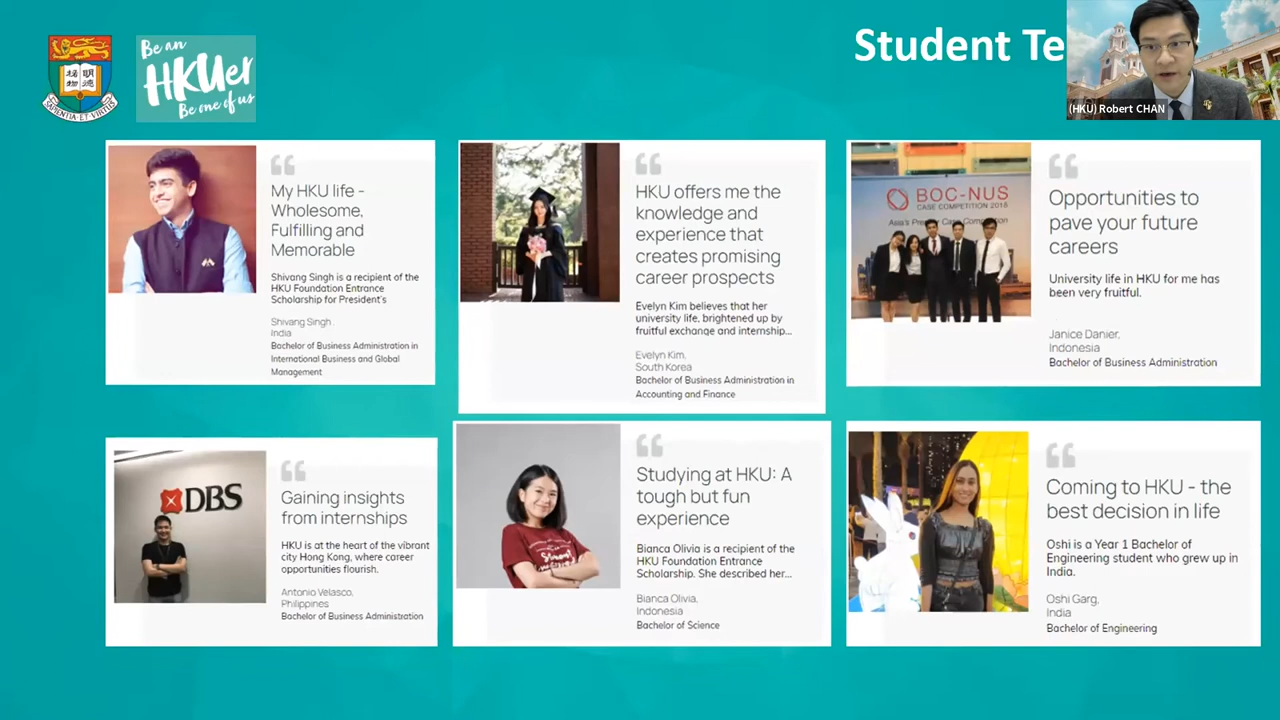 Be an
HKUer
Be one of us
SAPIENTIA·ET·VIRTUS
Student Te
(HKU) Robert CHAN
My HKU life -
Wholesome,
Fulfilling and
Memorable
Shivang Singh is a recipient of the
HKU Foundation Entrance
Scholarship for President's
Shivang Singh
India
Bachelor of Business Administration in
International Business and Global
Management
HKU offers me the
knowledge and
experience that
creates promising
career prospects
Evelyn Kim believes that her
university life, brightened up by
fruitful exchange and internship...
Evelyn Kim,
South Korea
Bachelor of Business Administration in
Accounting and Finance
BOC-NUS
CASE COMPETITION 2015
Opportunities to
pave your future
careers
University life in HKU for me has
been very fruitful.
Janice Danier,
Indonesia
Bachelor of Business Administration
DBS
Gaining insights
from internships
HKU is at the heart of the vibrant
city Hong Kong, where career
opportunities flourish.
Antonio Velasco,
Philippines
Bachelor of Business Administration
Studying at HKU: A
tough but fun
experience
Bianca Olivia is a recipient of the
HKU Foundation Entrance
Scholarship. She described her...
Bianca Olivia,
Indonesia
Bachelor of Science
Coming to HKU - the
best decision in life
Oshi is a Year 1 Bachelor of
Engineering student who grew up in
India.
Oshi Garg,
India
Bachelor of Engineering